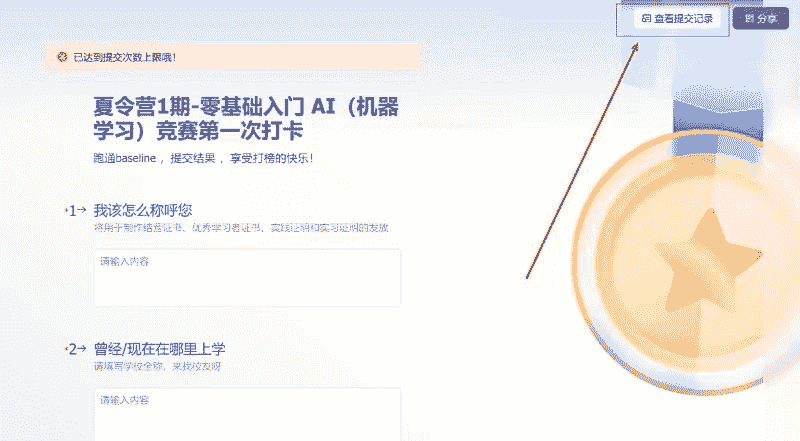 查看提交记录
分享
已达到提交次数上限哦!
夏令营1期-零基础入门 AI（机器
学习）竞赛第一次打卡
跑通baseline ，提交结果 ，享受打榜的快乐!
*1→ 我该怎么称呼您
将用于制作结营证书、优秀学习者证书、实践证明和实习证明的发放
请输入内容
*2→ 曾经/现在在哪里上学
请填写学校全称，来找校友呀
请输入内容